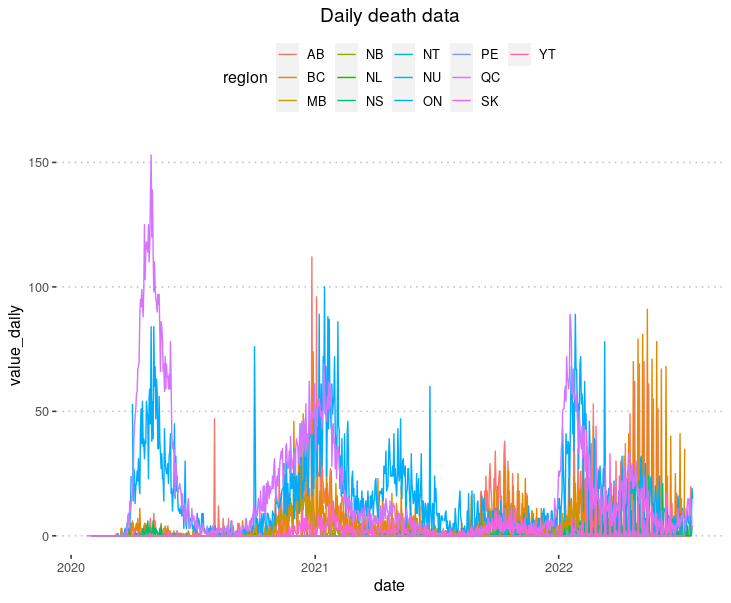 Daily death data
AB NB NT PE YT
region BC NL NU QC
MB NS ON SK
150
100
50
0
value_daily
2020 2021 2022
date